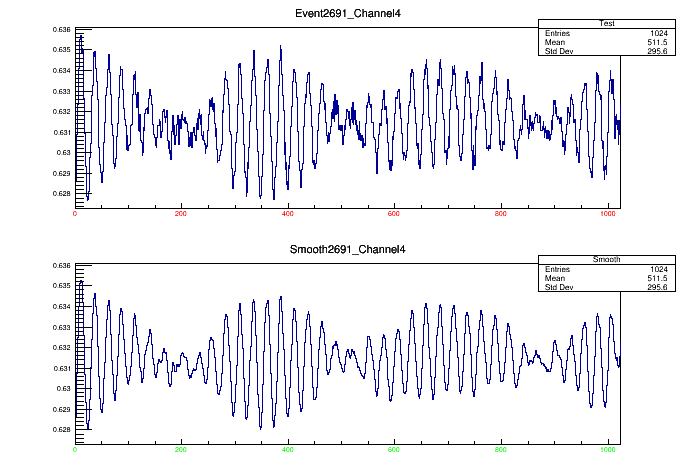 Event2691_Channel4
Test
Entries 1024
Mean 511.5
Std Dev 295.6
0.636
0.635
0.634
0.633
0.632
0.631
0.63
0.629
0.628
0 200 400 600 800 1000
Smooth2691_Channel4
Smooth
Entries 1024
Mean 511.5
Std Dev 295.6
0.636
0.635
0.634
0.633
0.632
0.631
0.63
0.629
0.628
0 200 400 600 800 1000